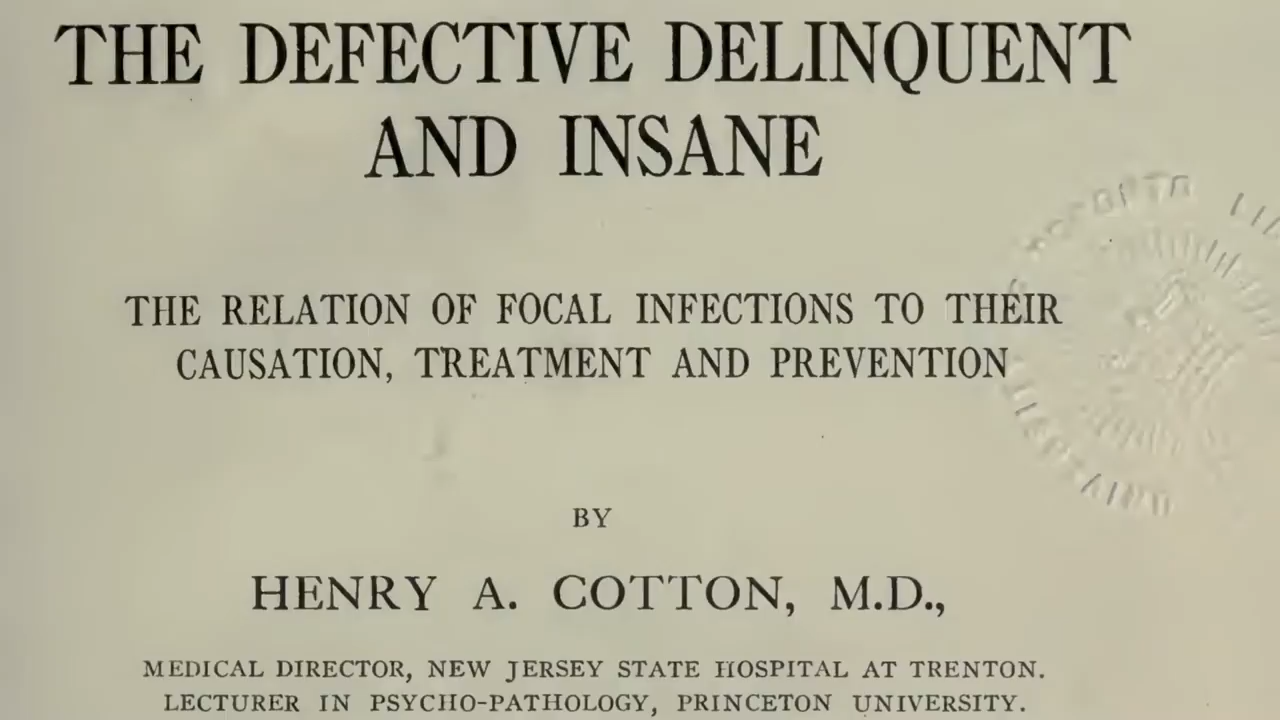 THE DEFECTIVE DELINQUENT
AND INSANE
THE RELATION OF FOCAL INFECTIONS TO THEIR
CAUSATION, TREATMENT AND PREVENTION
BY
HENRY A. COTTON, M.D.,
MEDICAL DIRECTOR, NEW JERSEY STATE HOSPITAL AT TRENTON.
LECTURER IN PSYCHO-PATHOLOGY, PRINCETON UNIVERSITY.